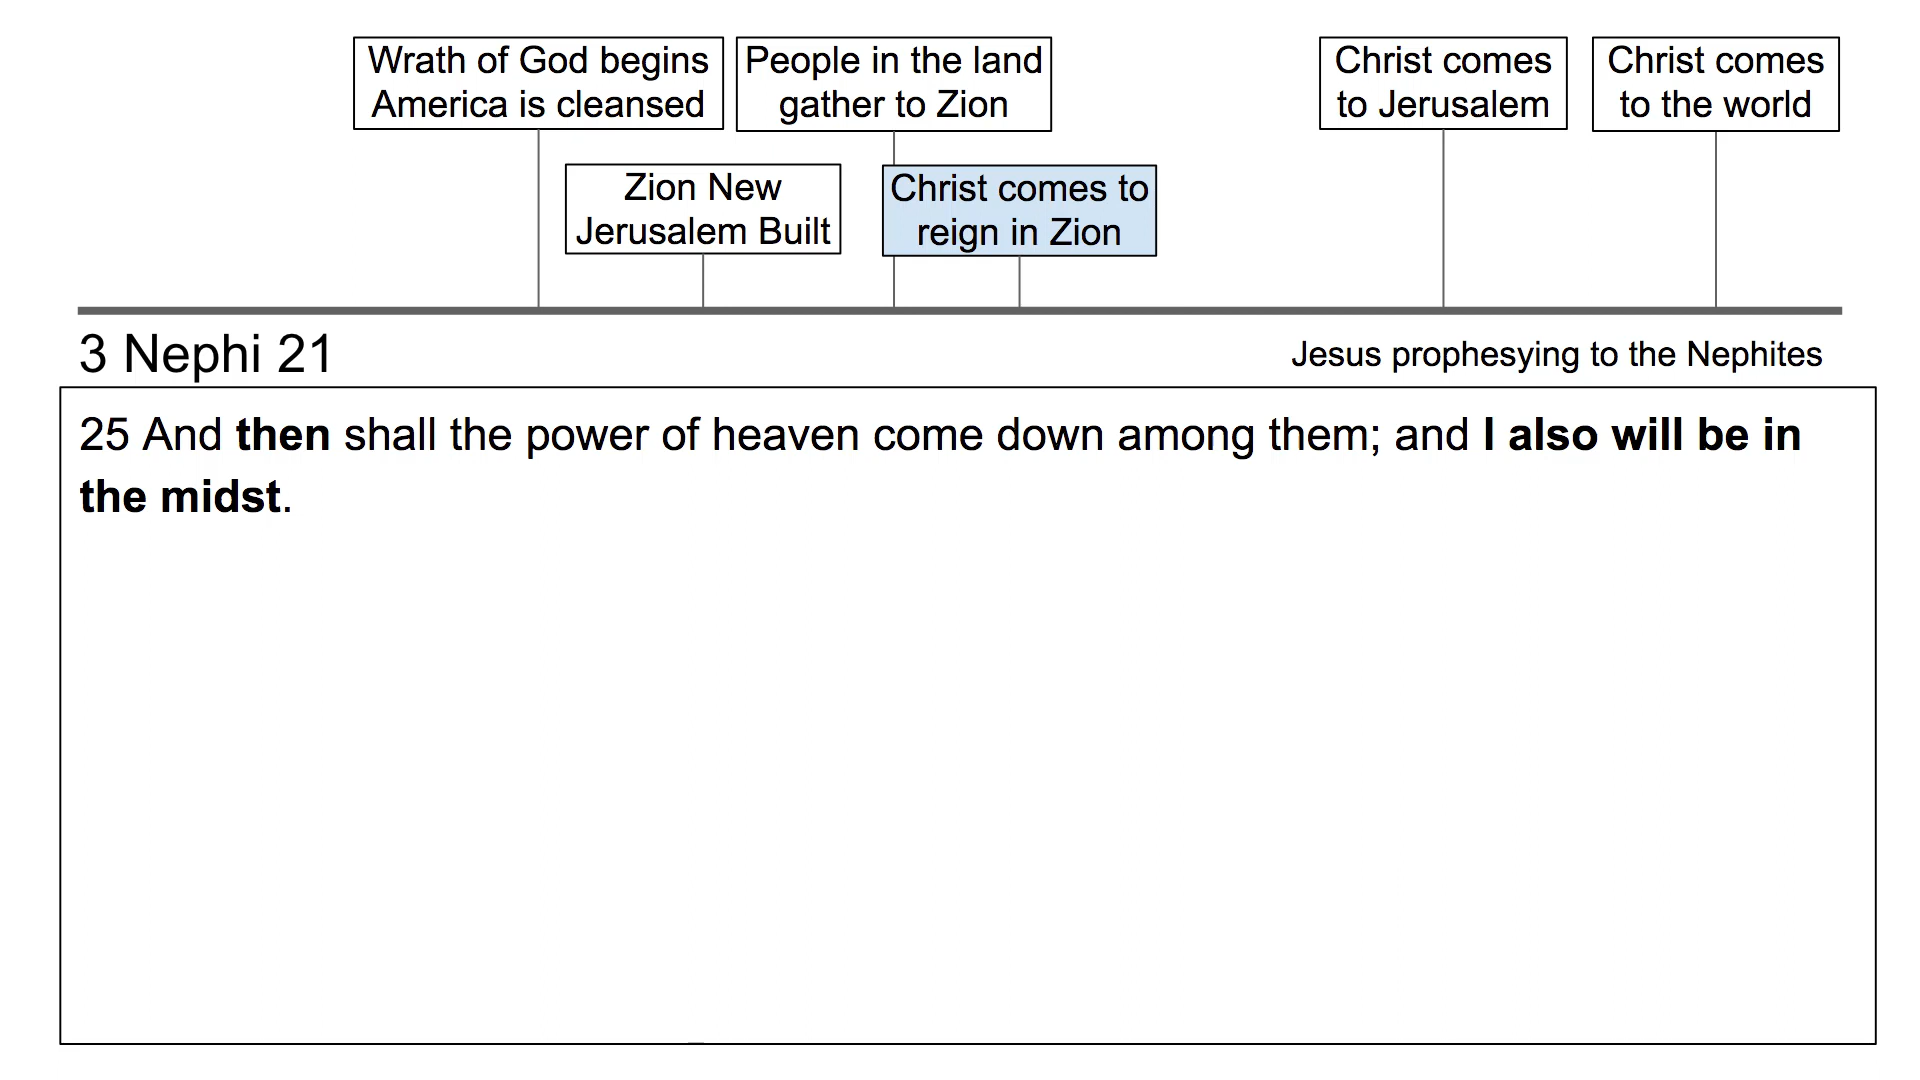 Wrath of God begins
America is cleansed
People in the land
gather to Zion
Christ comes
to Jerusalem
Christ comes
to the world
Zion New
Jerusalem Built
Christ comes to
reign in Zion
3 Nephi 21
Jesus prophesying to the Nephites
25 And then shall the power of heaven come down among them; and I also will be in
the midst.